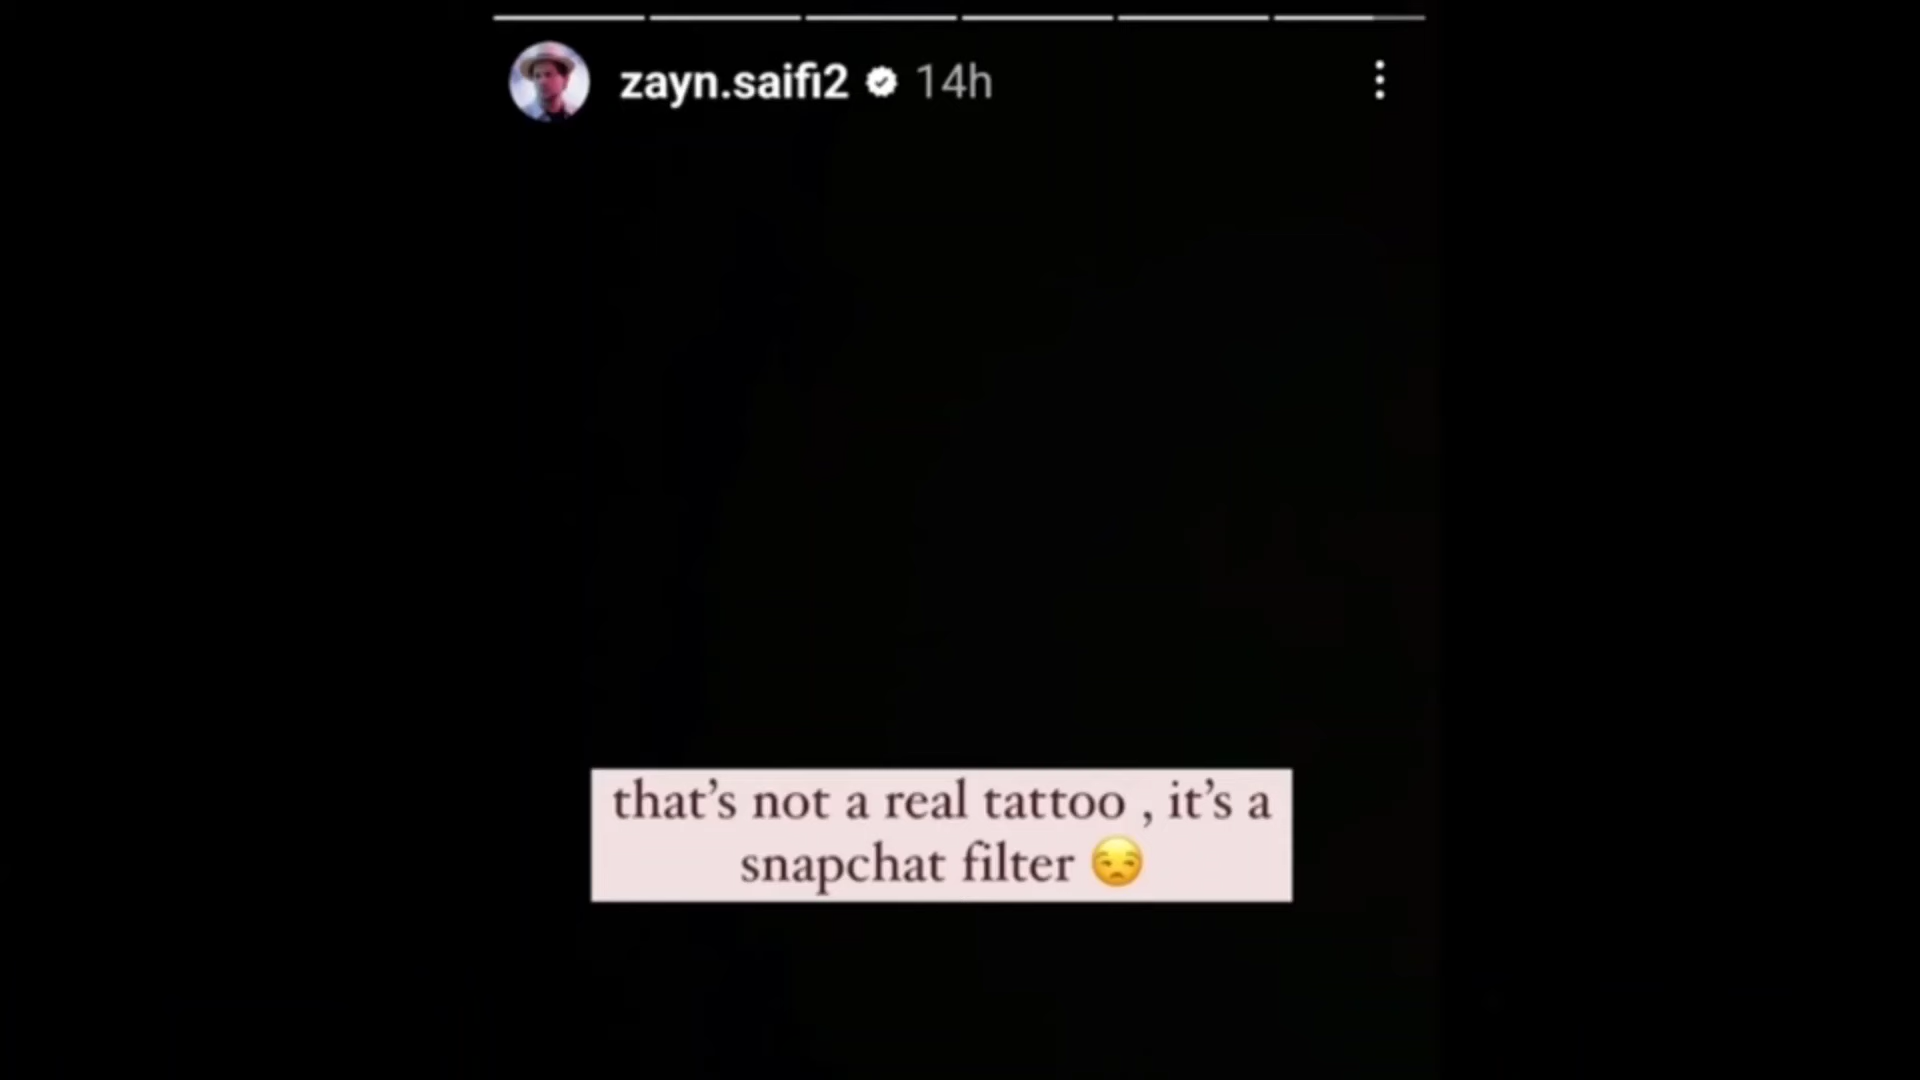 zayn.saifi2 14h
that’s not a real tattoo , it’s a
snapchat filter 😒